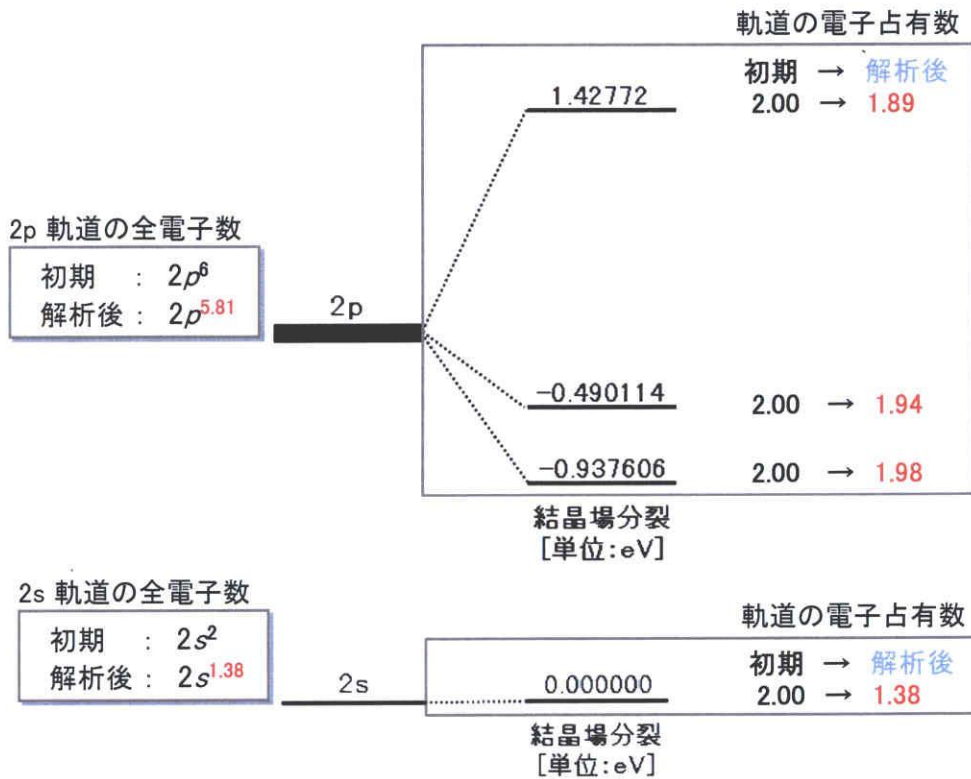 軌道の電子占有数
初期 → 解析後
1.42772 2.00 → 1.89
2p 軌道の全電子数
初期 : 2p6
解析後 : 2p5.81
2p
-0.490114 2.00 → 1.94
-0.937606 2.00 → 1.98
結晶場分裂
[単位:eV]
2s 軌道の全電子数
初期 : 2s2
解析後 : 2s1.38
軌道の電子占有数
初期 → 解析後
2s 0.000000 2.00 → 1.38
結晶場分裂
[単位:eV]